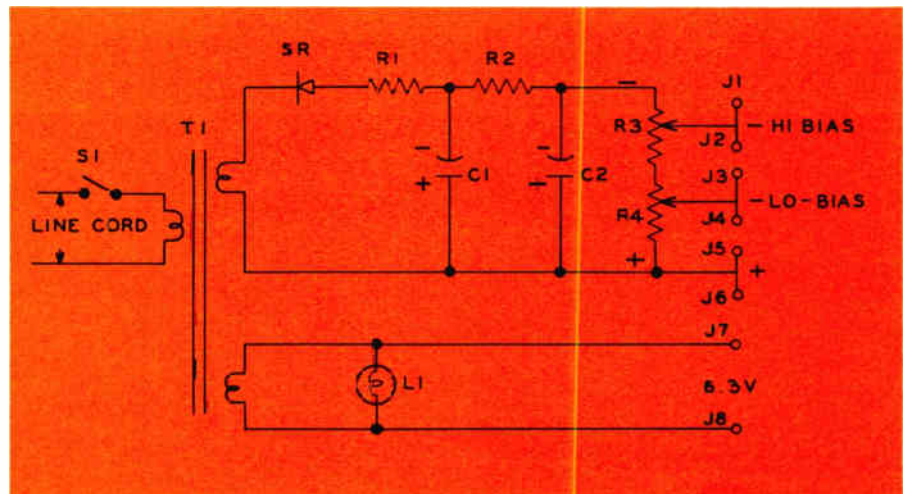 SR
R1
R2
J1
T1
R3
J2
- HI BIAS
S1
J3
C1
C2
LINE CORD
R4
- LO-BIAS
J4
J5
+
J6
J7
L1
6.3V
J8